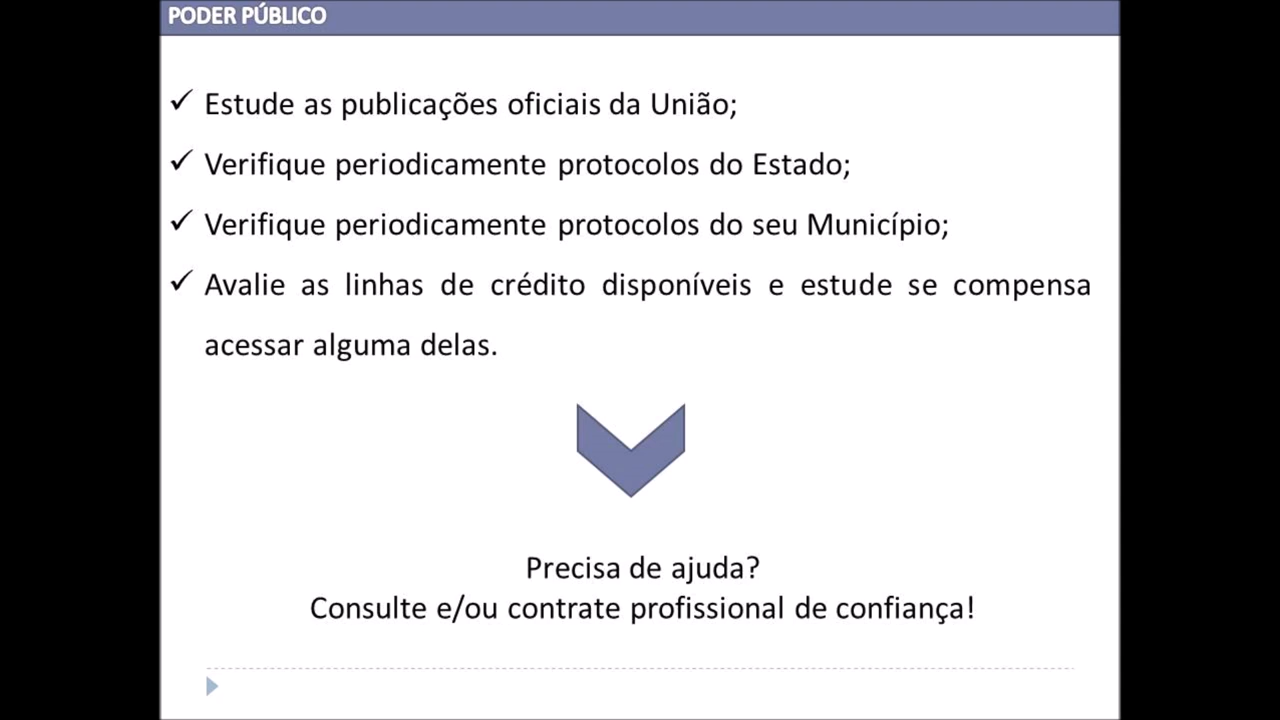 PODER PÚBLICO
✓ Estude as publicações oficiais da União;
✓ Verifique periodicamente protocolos do Estado;
✓ Verifique periodicamente protocolos do seu Município;
✓ Avalie as linhas de crédito disponíveis e estude se compensa
acessar alguma delas.
Precisa de ajuda?
Consulte e/ou contrate profissional de confiança!